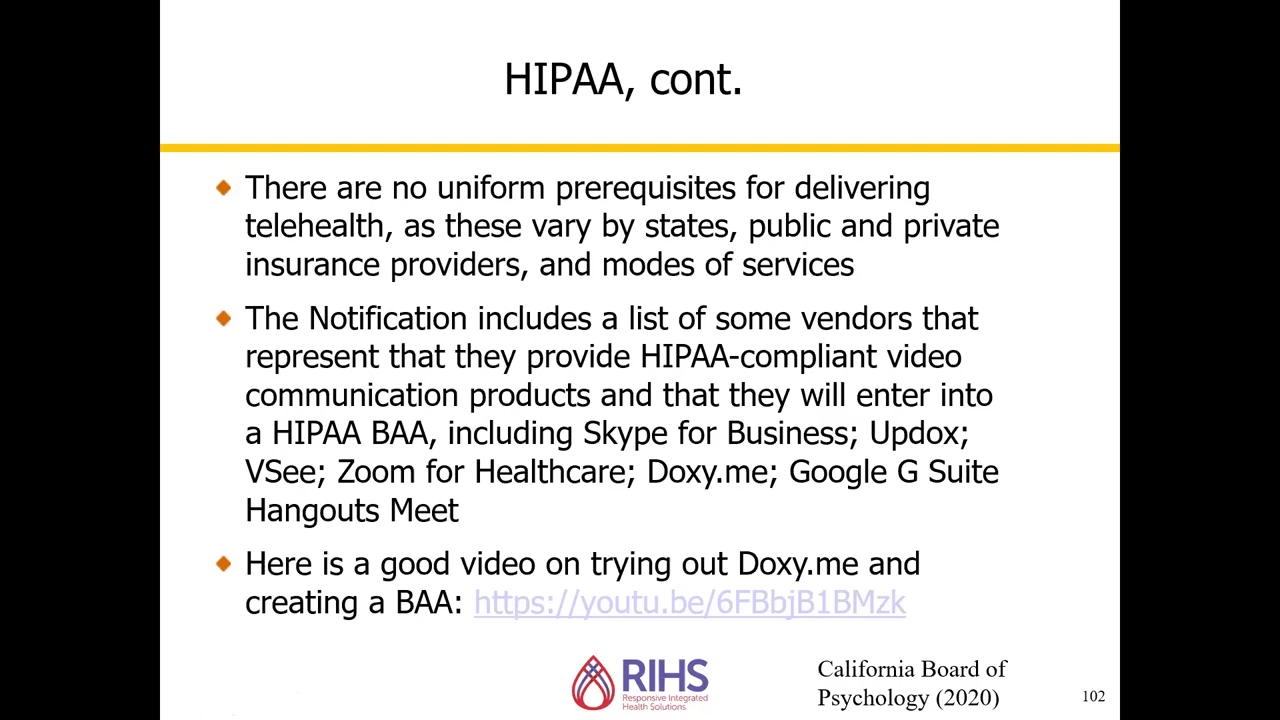 HIPAA, cont.
There are no uniform prerequisites for delivering
telehealth, as these vary by states, public and private
insurance providers, and modes of services
The Notification includes a list of some vendors that
represent that they provide HIPAA-compliant video
communication products and that they will enter into
a HIPAA BAA, including Skype for Business; Updox;
VSee; Zoom for Healthcare; Doxy.me; Google G Suite
Hangouts Meet
Here is a good video on trying out Doxy.me and
creating a BAA: https://youtu.be/6FBbjB1BMzk
RIHS
Responsive Integrated
Health Solutions
California Board of
Psychology (2020)
102